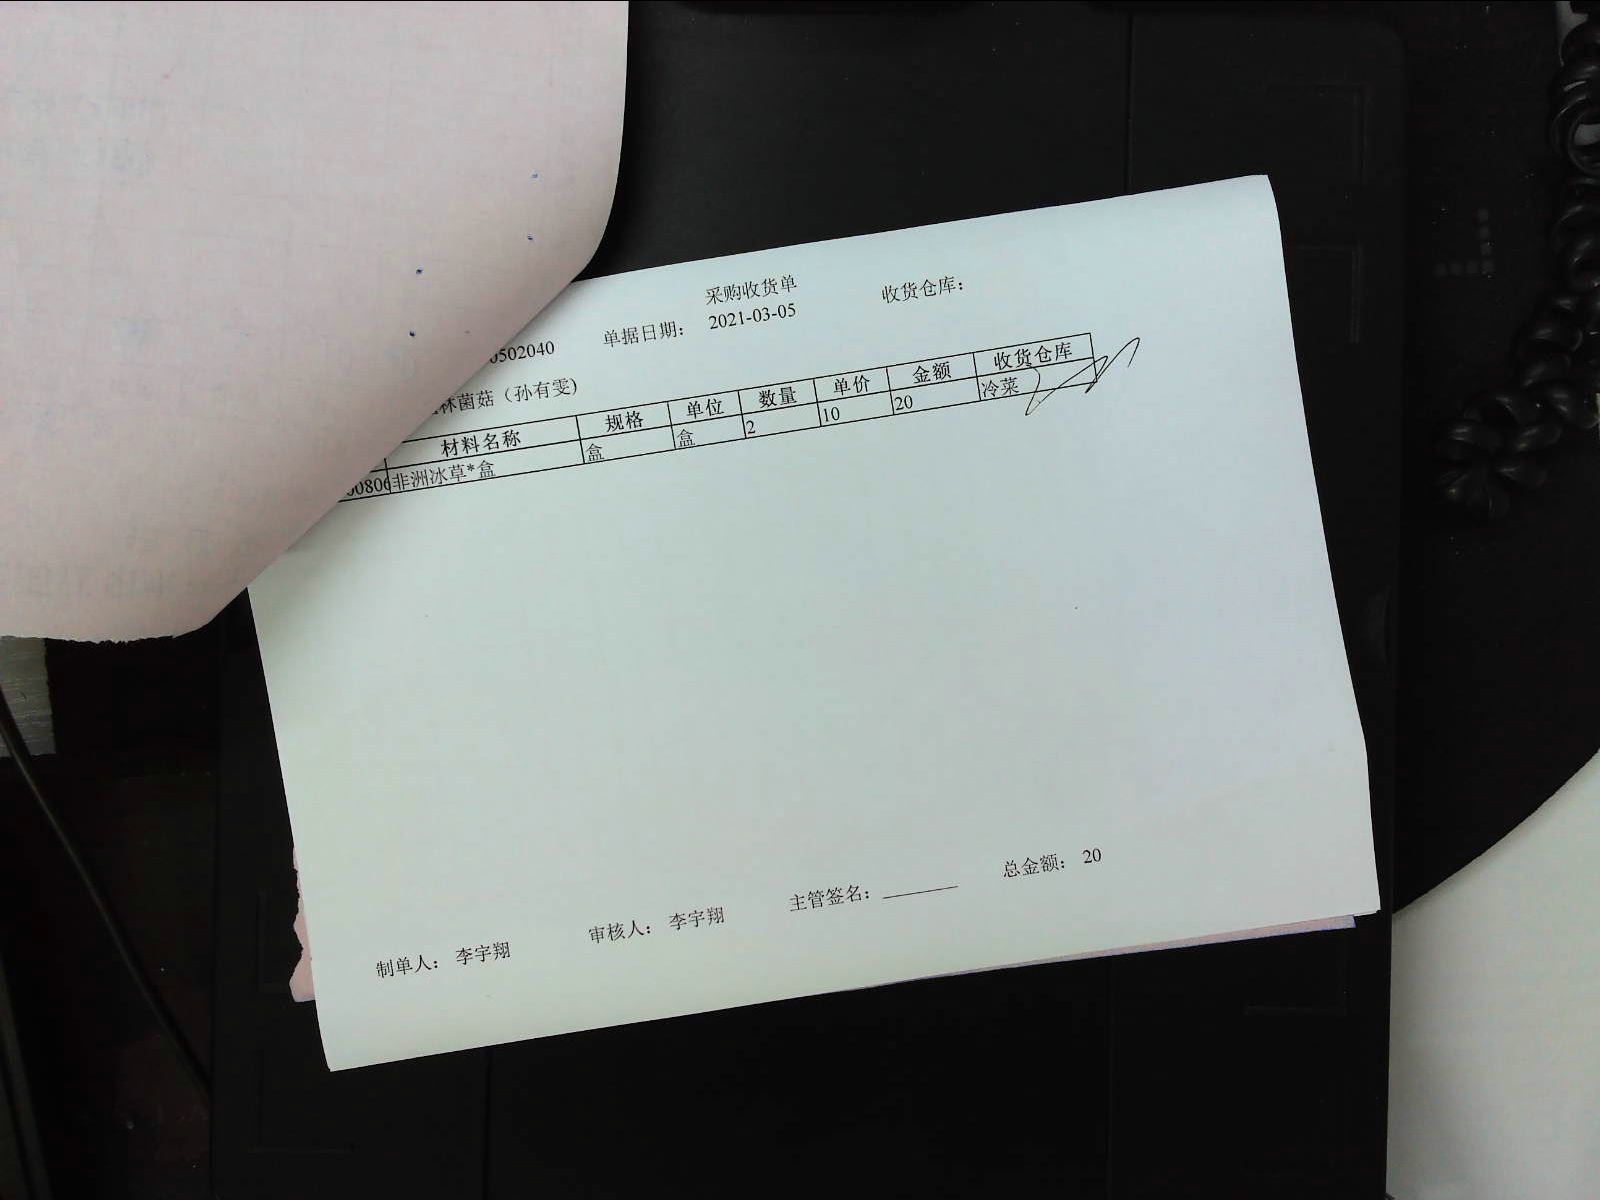 采购收货单
0502040 单据日期： 2021-03-05 收货仓库：
林菌菇（孙有雯)
材料名称 规格 单位 数量 单价 金额 收货仓库
00806 非洲冰草*盒 盒 盒 2 10 20 冷菜
制单人： 李宇翔 审核人： 李宇翔 主管签名： 总金额： 20